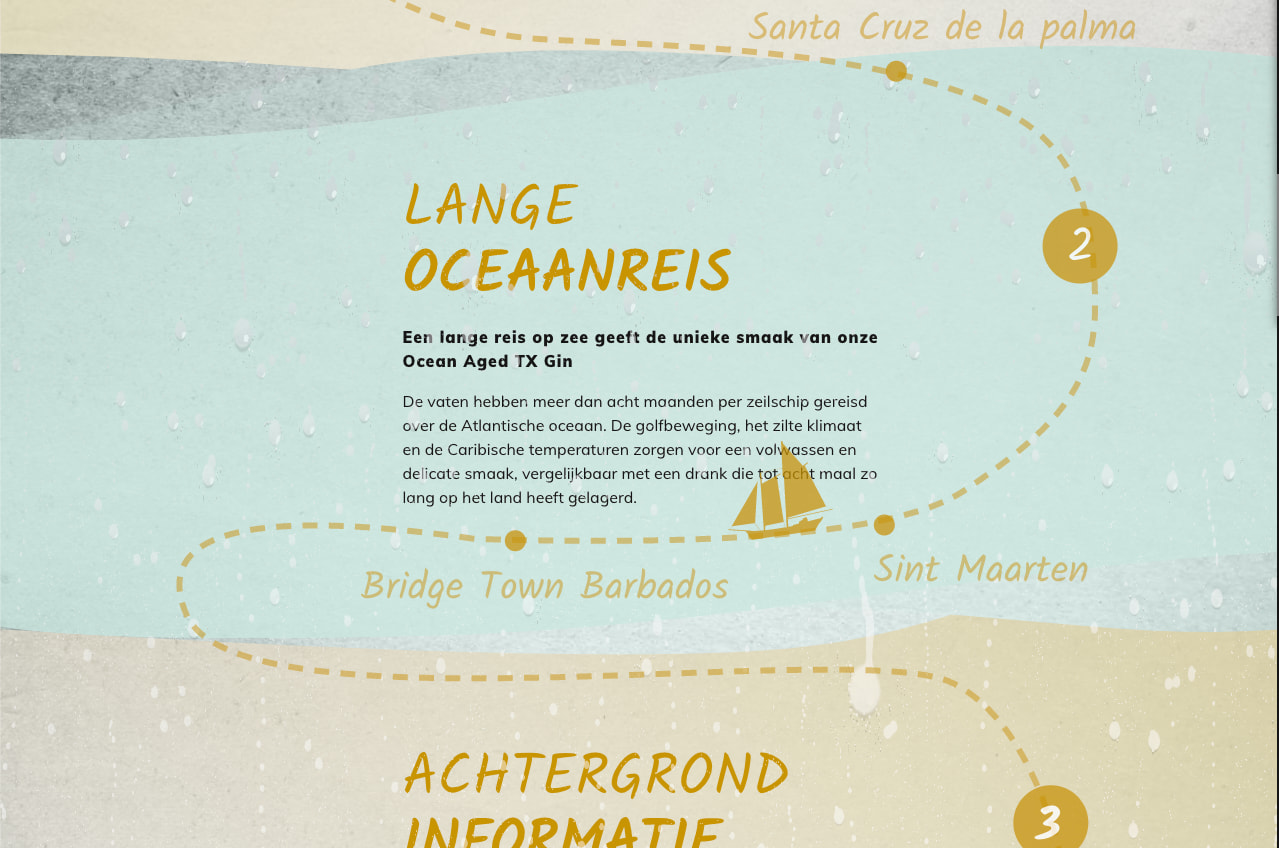 Santa Cruz de la palma
2
LANGE
OCEAANREIS
Een lange reis op zee geeft de unieke smaak van onze
Ocean Aged TX Gin
De vaten hebben meer dan acht maanden per zeilschip gereisd
over de Atlantische oceaan. De golfbeweging, het zilte klimaat
en de Caribische temperaturen zorgen voor een volwassen en
delicate smaak, vergelijkbaar met een drank die tot acht maal zo
lang op het land heeft gelagerd.
Sint Maarten
Bridge Town Barbados
ACHTERGROND
INFORMATIE
3